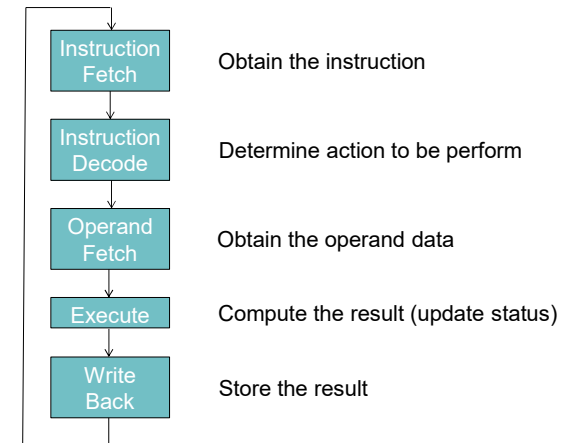 Instruction
Fetch
Obtain the instruction
Instruction
Decode
Determine action to be perform
Operand
Fetch
Obtain the operand data
Execute
Compute the result (update status)
Write
Back
Store the result